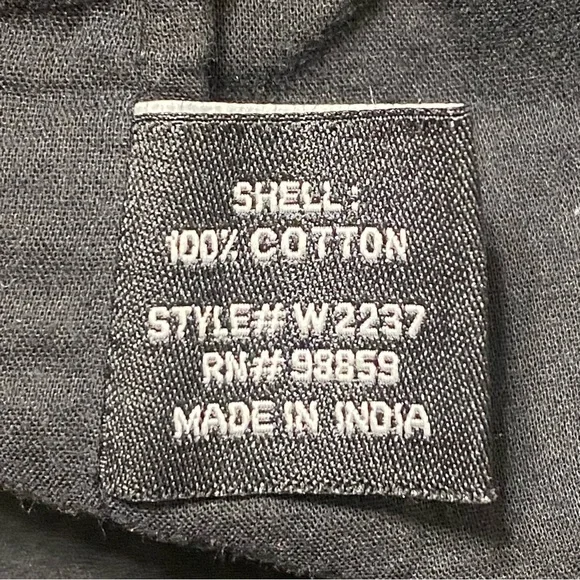 SHELL:
100% COTTON
STYLE# W2237
RN# 98859
MADE IN INDIA